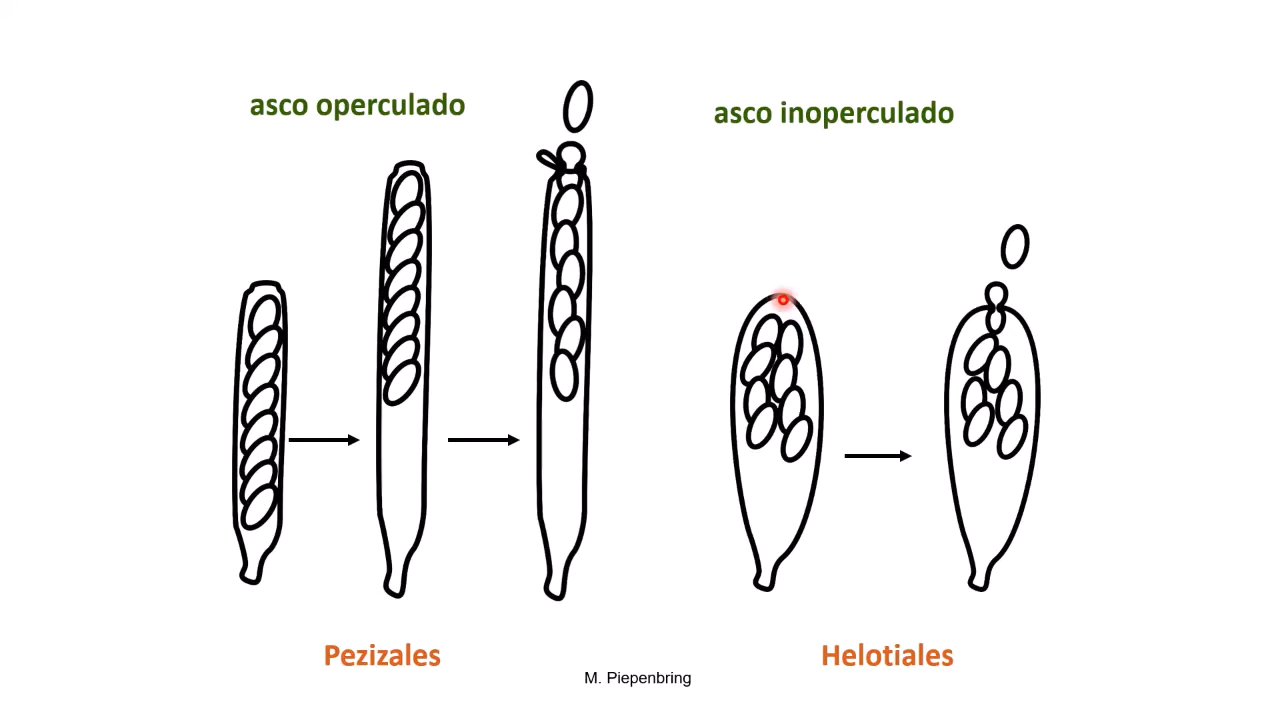 asco operculado
asco inoperculado
Pezizales
Helotiales
M. Piepenbring